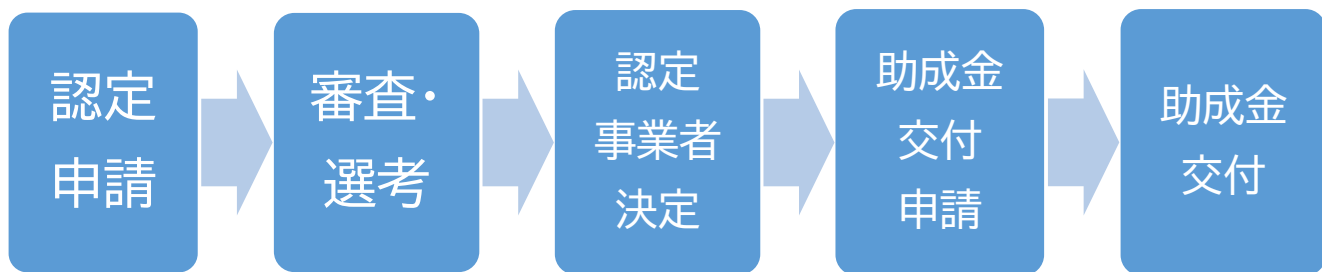 認定
申請
審査・
選考
認定
事業者
決定
助成金
交付
申請
助成金
交付